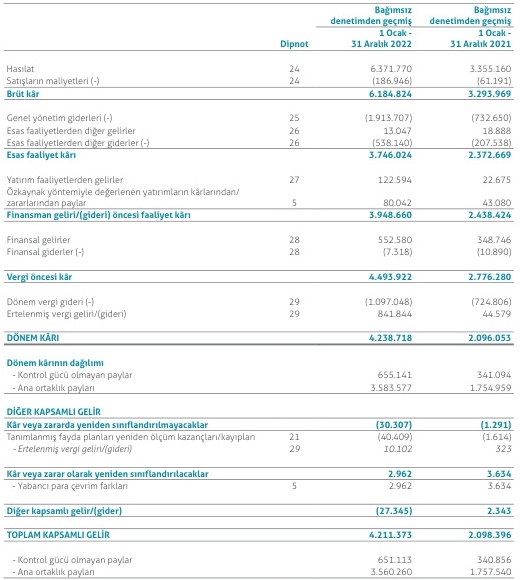 Bağımsız Bağımsız
denetimden geçmiş denetimden geçmiş
1 Ocak - 1 Ocak -
Dipnot 31 Aralık 2022 31 Aralık 2021
Hasılat 24 6.371.770 3.355.160
Satışların maliyetleri (-) 24 (186.946) (61.191)
Brüt kâr 6.184.824 3.293.969
Genel yönetim giderleri (-) 25 (1.913.707) (732.650)
Esas faaliyetlerden diğer gelirler 26 13.047 18.888
Esas faaliyetlerden diğer giderler (-) 26 (538.140) (207.538)
Esas faaliyet kârı 3.746.024 2.372.669
Yatırım faaliyetlerden gelirler 27 122.594 22.675
Özkaynak yöntemiyle değerlenen yatırımların kârlarından/
zararlarından paylar 5 80.042 43.080
Finansman geliri/(gideri) öncesi faaliyet kârı 3.948.660 2.438.424
Finansal gelirler 28 552.580 348.746
Finansal giderler (-) 28 (7.318) (10.890)
Vergi öncesi kâr 4.493.922 2.776.280
Dönem vergi gideri (-) 29 (1.097.048) (724.806)
Ertelenmiş vergi geliri/(gideri) 29 841.844 44.579
DÖNEM KÂRI 4.238.718 2.096.053
Dönem kârının dağılımı
- Kontrol gücü olmayan paylar 655.141 341.094
- Ana ortaklık payları 3.583.577 1.754.959
DİĞER KAPSAMLI GELİR
Kâr veya zararda yeniden sınıflandırılmayacaklar (30.307) (1.291)
Tanımlanmış fayda planları yeniden ölçüm kazançları/kayıpları 21 (40.409) (1.614)
- Ertelenmiş vergi geliri/(gideri) 29 10.102 323
Kâr veya zarar olarak yeniden sınıflandırılacaklar 2.962 3.634
- Yabancı para çevrim farkları 5 2.962 3.634
Diğer kapsamlı gelir/(gider) (27.345) 2.343
TOPLAM KAPSAMLI GELİR 4.211.373 2.098.396
- Kontrol gücü olmayan paylar 651.113 340.856
- Ana ortaklık payları 3.560.260 1.757.540